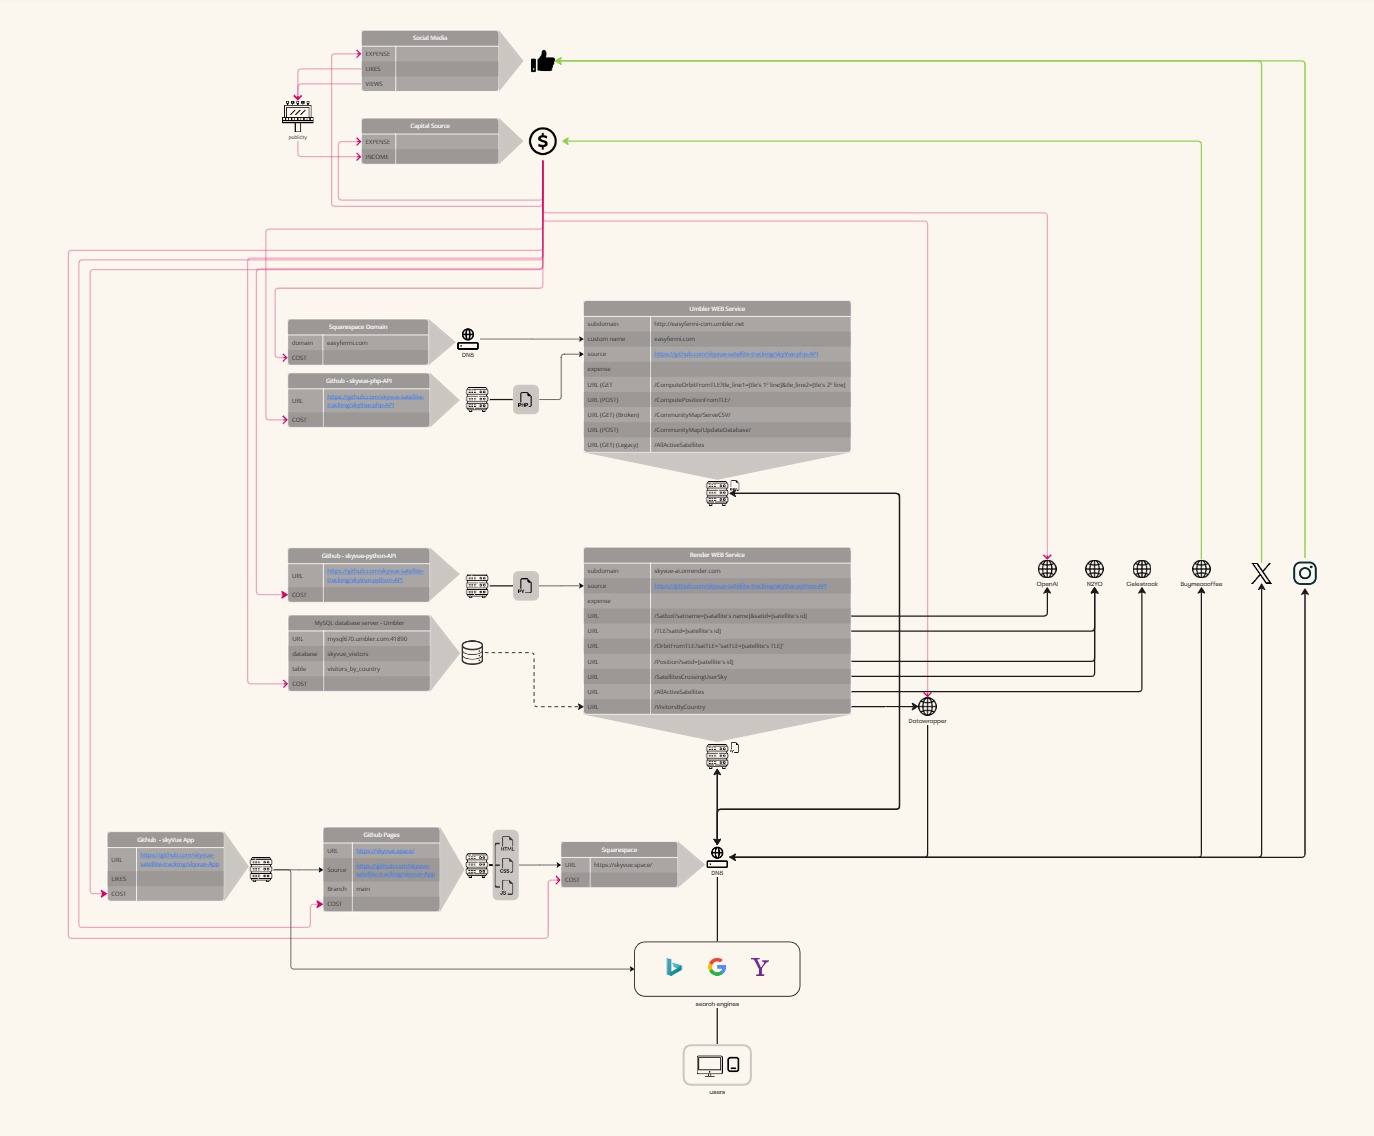 Social Media
EXPENSE
LIKES
VIEWS
publicity
Capital Source
EXPENSE
INCOME
Umbler WEB Service
subdomain http://easyfermi-com.umbler.net
custom name easyfermi.com
source https://github.com/skyvue-satellite-tracking/skyVue-php-API
expense
URL (GET /ComputeOrbitFromTLE?tle_line1=[tle's 1º line]&tle_line2=[tle's 2º line]
URL (POST) /ComputePositionFromTLE/
URL (GET) (Broken) /CommunityMap/ServeCSV/
URL (POST) /CommunityMap/UpdateDatabase/
URL (GET) (Legacy) /AllActiveSatellites
Squarespace Domain
domain easyfermi.com
COST
DNS
Github - skyvue-php-API
URL https://github.com/skyvue-satellite-
tracking/skyVue-php-API
COST
PHP
Github - skyvue-python-API
URL https://github.com/skyvue-satellite-
tracking/skyVue-python-API
COST
PY
MySQL database server - Umbler
URL mysql670.umbler.com:41890
database skyvue_visitors
table visitors_by_country
COST
Render WEB Service
subdomain skyvue-ai.onrender.com
source https://github.com/skyvue-satellite-tracking/skyVue-python-API
expense
URL /Satbot?satname=[satallite's name]&satid=[satallite's id]
URL /TLE?satid=[satellite's id]
URL /OrbitFromTLE?satTLE="satTLE=[satellite's TLE]"
URL /Position?satid=[satellite's id]
URL /SatellitesCrossingUserSky
URL /AllActiveSatellites
URL /VisitorsByCountry
OpenAI
N2YO
Celestraok
Buymeacoffee
Datawrapper
Github - skyVue App
URL https://github.com/skyvue-
satellite-tracking/skyVue-App
LIKES
COST
Github Pages
URL https://skyvue.space/
Source https://github.com/skyvue-
satellite-tracking/skyvue-App
Branch main
COST
HTML
CSS
JS
Squarespace
URL https://skyvue.space/
COST
DNS
search engines
users